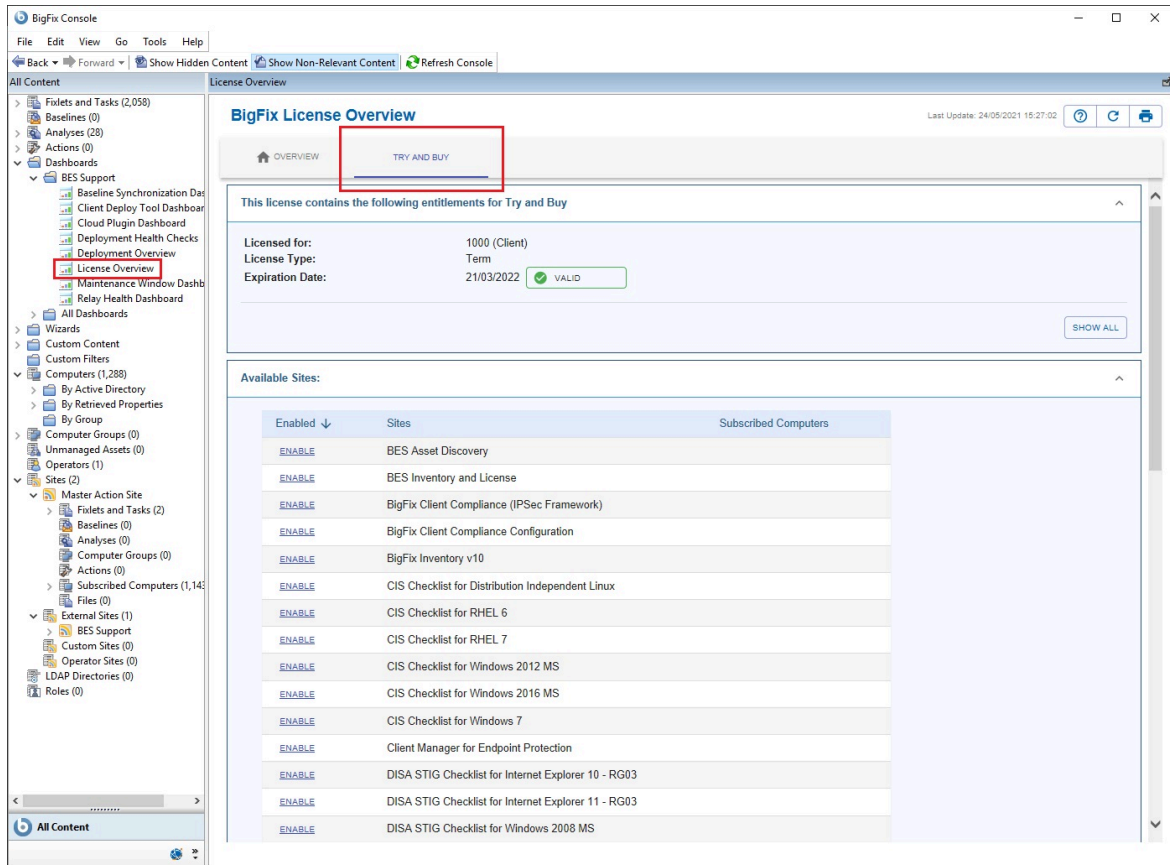 BigFix Console
File Edit View Go Tools Help
Back Forward Show Hidden Content Show Non-Relevant Content Refresh Console
All Content
Fixlets and Tasks (2,058)
Baselines (0)
Analyses (28)
Actions (0)
Dashboards
BES Support
Baseline Synchronization Das
Client Deploy Tool Dashboar
Cloud Plugin Dashboard
Deployment Health Checks
Deployment Overview
License Overview
Maintenance Window Dashb
Relay Health Dashboard
All Dashboards
Wizards
Custom Content
Custom Filters
Computers (1,288)
By Active Directory
By Retrieved Properties
By Group
Computer Groups (0)
Unmanaged Assets (0)
Operators (1)
Sites (2)
Master Action Site
Fixlets and Tasks (2)
Baselines (0)
Analyses (0)
Computer Groups (0)
Actions (0)
Subscribed Computers (1,143
Files (0)
External Sites (1)
BES Support
Custom Sites (0)
Operator Sites (0)
LDAP Directories (0)
Roles (0)
All Content
License Overview
BigFix License Overview
Last Update: 24/05/2021 15:27:02
OVERVIEW TRY AND BUY
This license contains the following entitlements for Try and Buy
Licensed for: 1000 (Client)
License Type: Term
Expiration Date: 21/03/2022 VALID
SHOW ALL
Available Sites:
Enabled Sites Subscribed Computers
ENABLE BES Asset Discovery
ENABLE BES Inventory and License
ENABLE BigFix Client Compliance (IPSec Framework)
ENABLE BigFix Client Compliance Configuration
ENABLE BigFix Inventory v10
ENABLE CIS Checklist for Distribution Independent Linux
ENABLE CIS Checklist for RHEL 6
ENABLE CIS Checklist for RHEL 7
ENABLE CIS Checklist for Windows 2012 MS
ENABLE CIS Checklist for Windows 2016 MS
ENABLE CIS Checklist for Windows 7
ENABLE Client Manager for Endpoint Protection
ENABLE DISA STIG Checklist for Internet Explorer 10 - RG03
ENABLE DISA STIG Checklist for Internet Explorer 11 - RG03
ENABLE DISA STIG Checklist for Windows 2008 MS